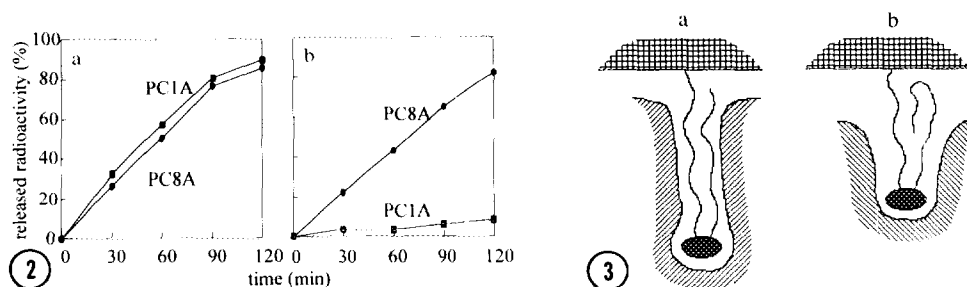 released radioactivity (%)
100
80
60
40
20
0
a
PC1A
PC8A
0 30 60 90 120
b
PC8A
PC1A
0 30 60 90 120
time (min)
2
a
b
3